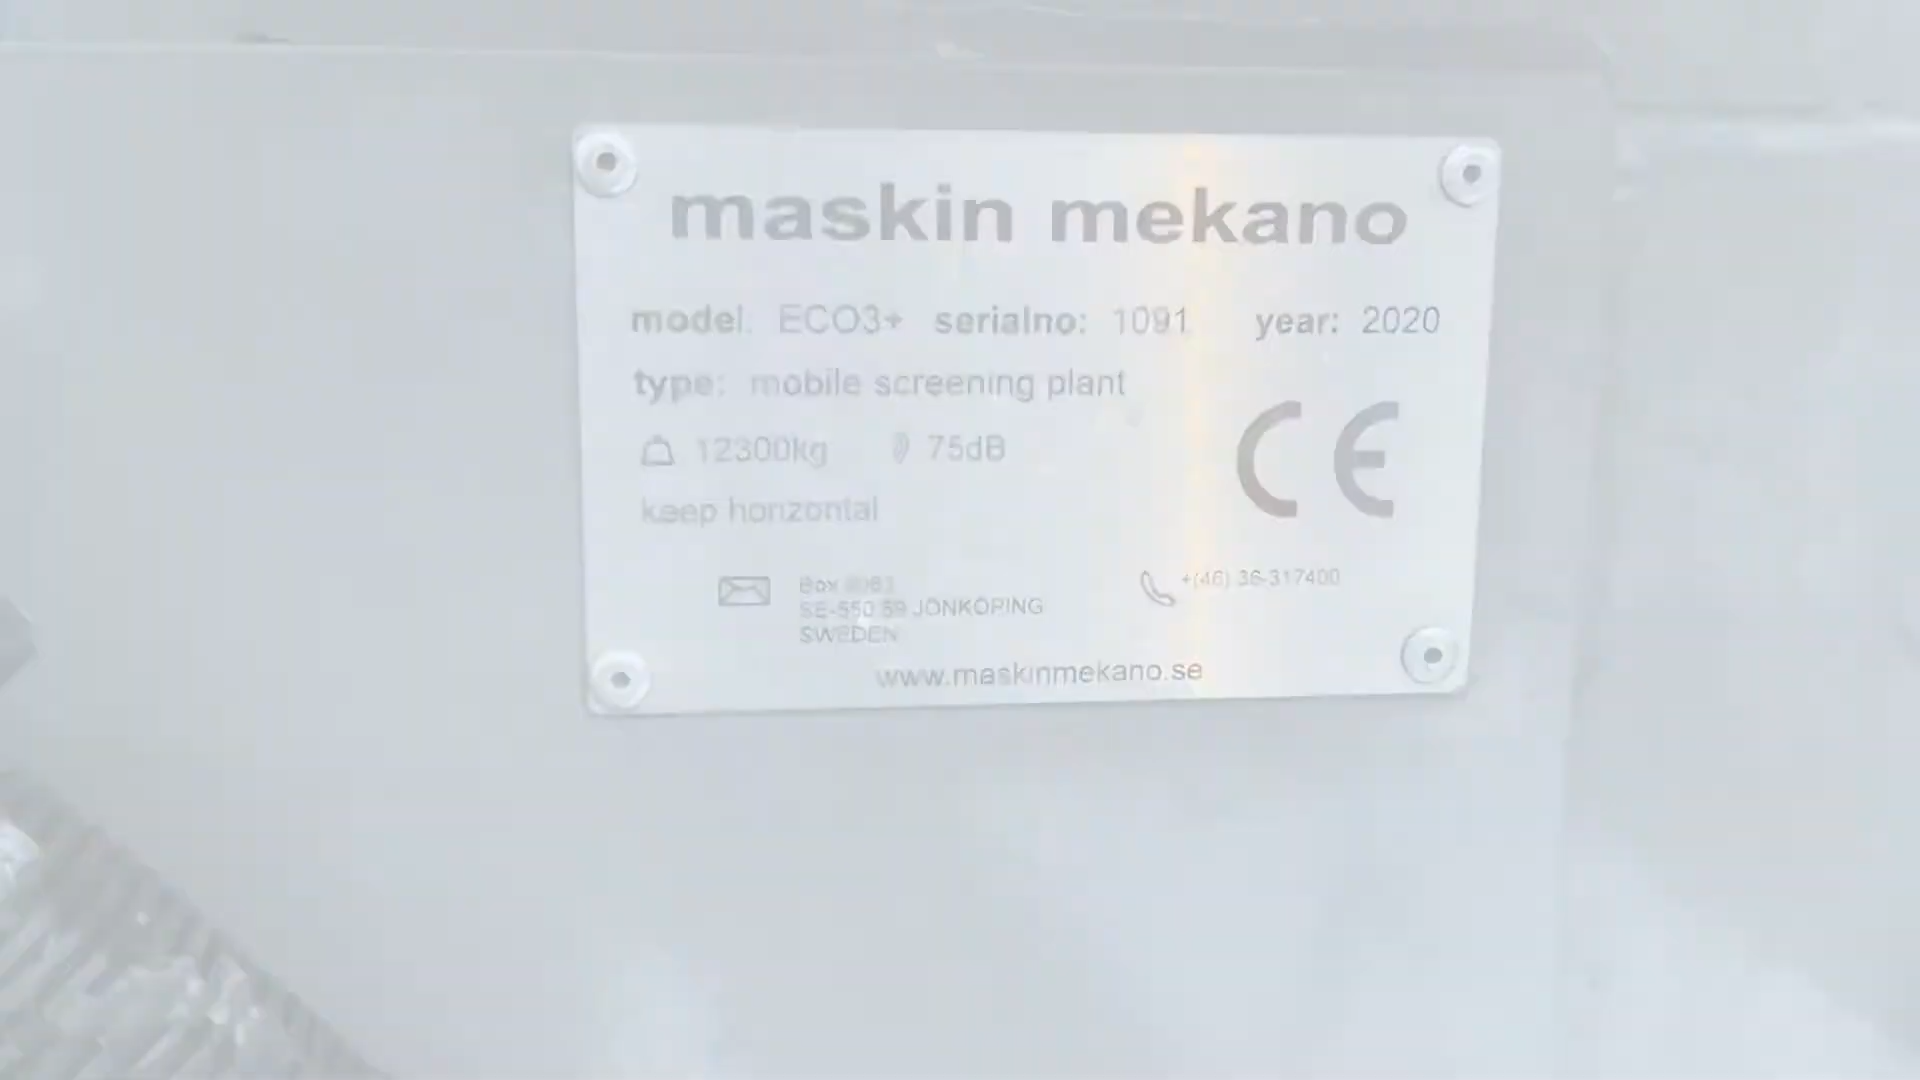 maskin mekano
model: ECO3+ serialno: 1091 year: 2020
type: mobile screening plant
12300kg 75dB
keep horizontal
Box
SE-550 59 JÖNKÖPING
SWEDEN
+(46) 36-317400
www.maskinmekano.se
CE